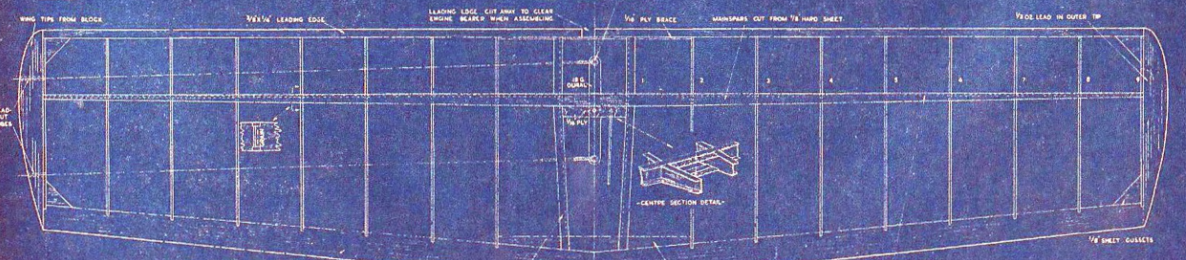 WING TIPS FROM BLOCK
3/8 x 1/4" LEADING EDGE
LEADING EDGE CUT AWAY TO CLEAR
ENGINE BEARER WHEN ASSEMBLING.
1/16" PLY BRACE
MAINSPARS CUT FROM 1/8" HARD SHEET
OZ LEAD IN OUTER TIP
18 G
DURAL
1 2 3 4 5 6 7 8 9
1/16 PLY
-CENTRE SECTION DETAIL-
1/8" SHEET GUSSETS